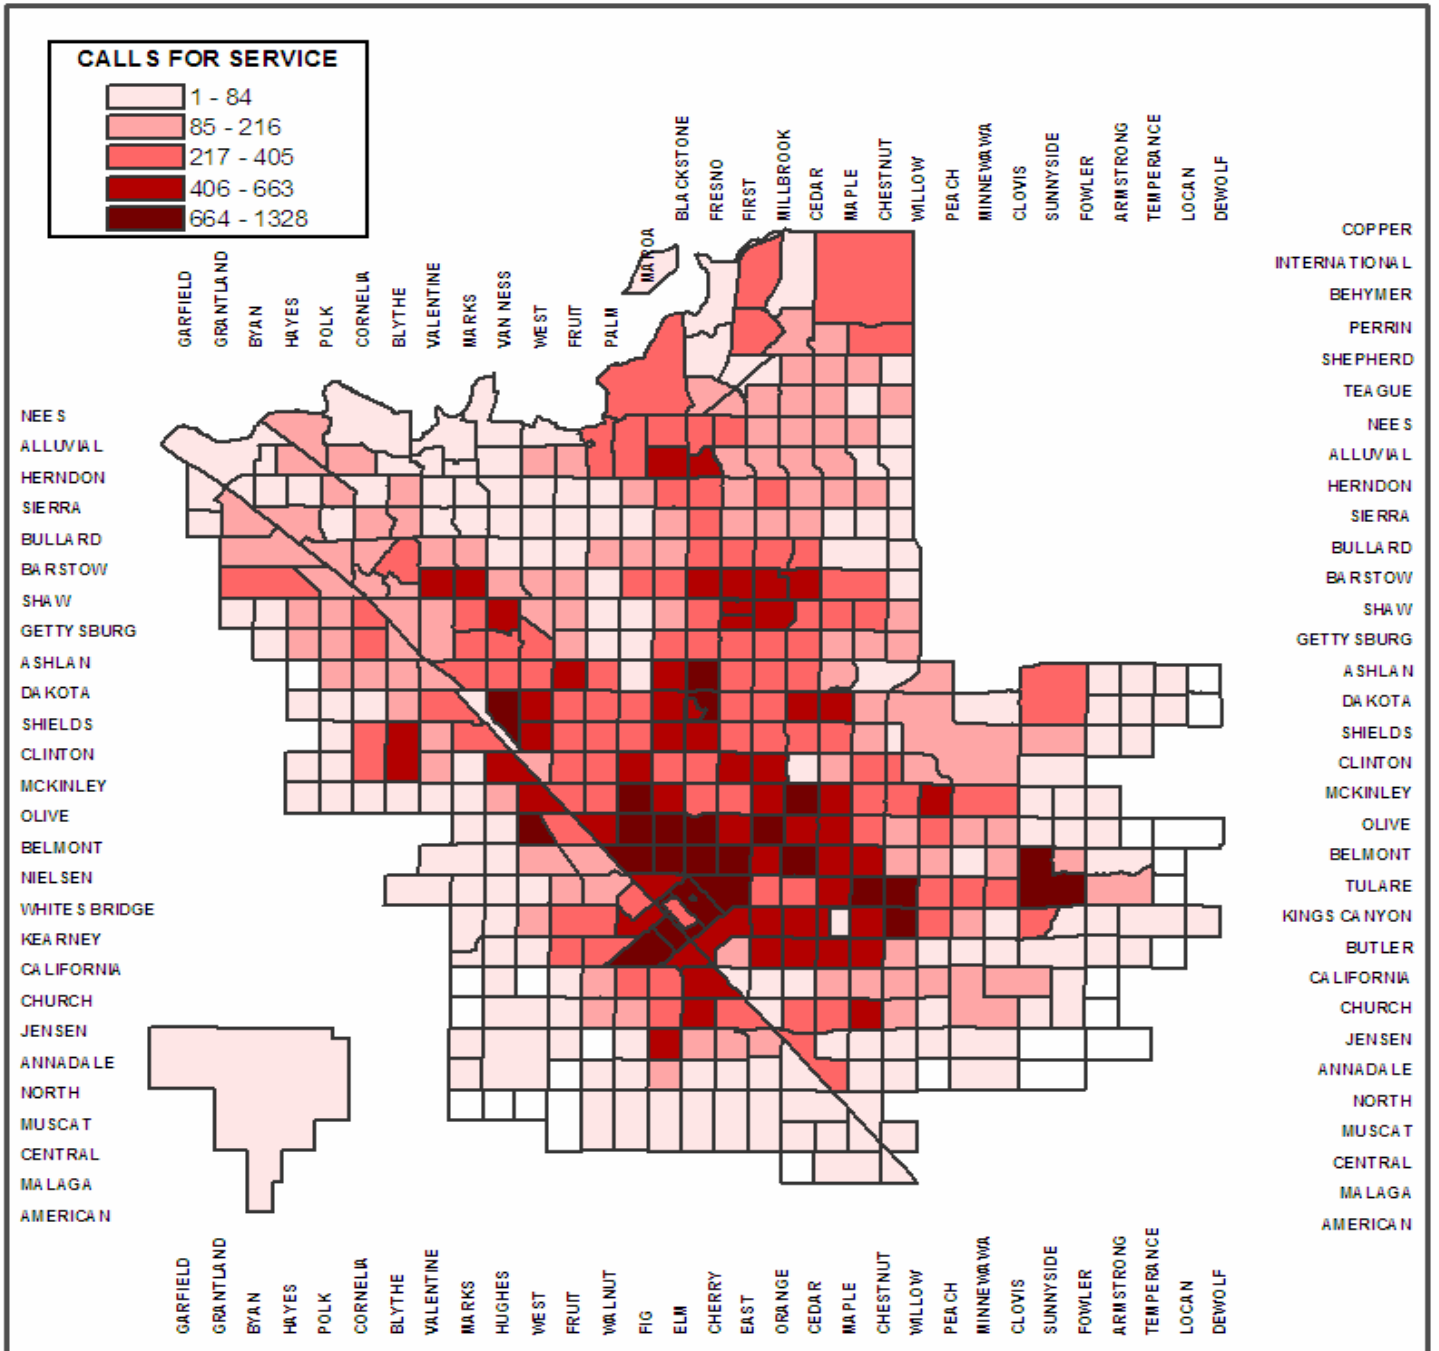 CALLS FOR SERVICE
1 - 84
85 - 216
217 - 405
406 - 663
664 - 1328
GARFIELD
GRANTLAND
BYAN
HAYES
POLK
CORNELIA
BLYTHE
VALENTINE
MARKS
VAN NESS
WEST
FRUIT
PALM
MAROA
BLACKSTONE
FRESNO
FIRST
MILLBROOK
CEDAR
MAPLE
CHESTNUT
WILLOW
PEACH
MINNEWAWA
CLOVIS
SUNNYSIDE
FOWLER
ARMSTRONG
TEMPERANCE
LOCAN
DEWOLF
NEES
ALLUVIAL
HERNDON
SIERRA
BULLARD
BARSTOW
SHAW
GETTYSBURG
ASHLAN
DAKOTA
SHIELDS
CLINTON
MCKINLEY
OLIVE
BELMONT
NIELSEN
WHITESBRIDGE
KEARNEY
CALIFORNIA
CHURCH
JENSEN
ANNADALE
NORTH
MUSCAT
CENTRAL
MALAGA
AMERICAN
COPPER
INTERNATIONAL
BEHYMER
PERRIN
SHEPHERD
TEAGUE
NEES
ALLUVIAL
HERNDON
SIERRA
BULLARD
BARSTOW
SHAW
GETTYSBURG
ASHLAN
DAKOTA
SHIELDS
CLINTON
MCKINLEY
OLIVE
BELMONT
TULARE
KINGS CANYON
BUTLER
CALIFORNIA
CHURCH
JENSEN
ANNADALE
NORTH
MUSCAT
CENTRAL
MALAGA
AMERICAN
GARFIELD
GRANTLAND
BYAN
HAYES
POLK
CORNELIA
BLYTHE
VALENTINE
MARKS
HUGHES
WEST
FRUIT
WALNUT
FIG
ELM
CHERRY
EAST
ORANGE
CEDAR
MAPLE
CHESTNUT
WILLOW
PEACH
MINNEWAWA
CLOVIS
SUNNYSIDE
FOWLER
ARMSTRONG
TEMPERANCE
LOCAN
DEWOLF